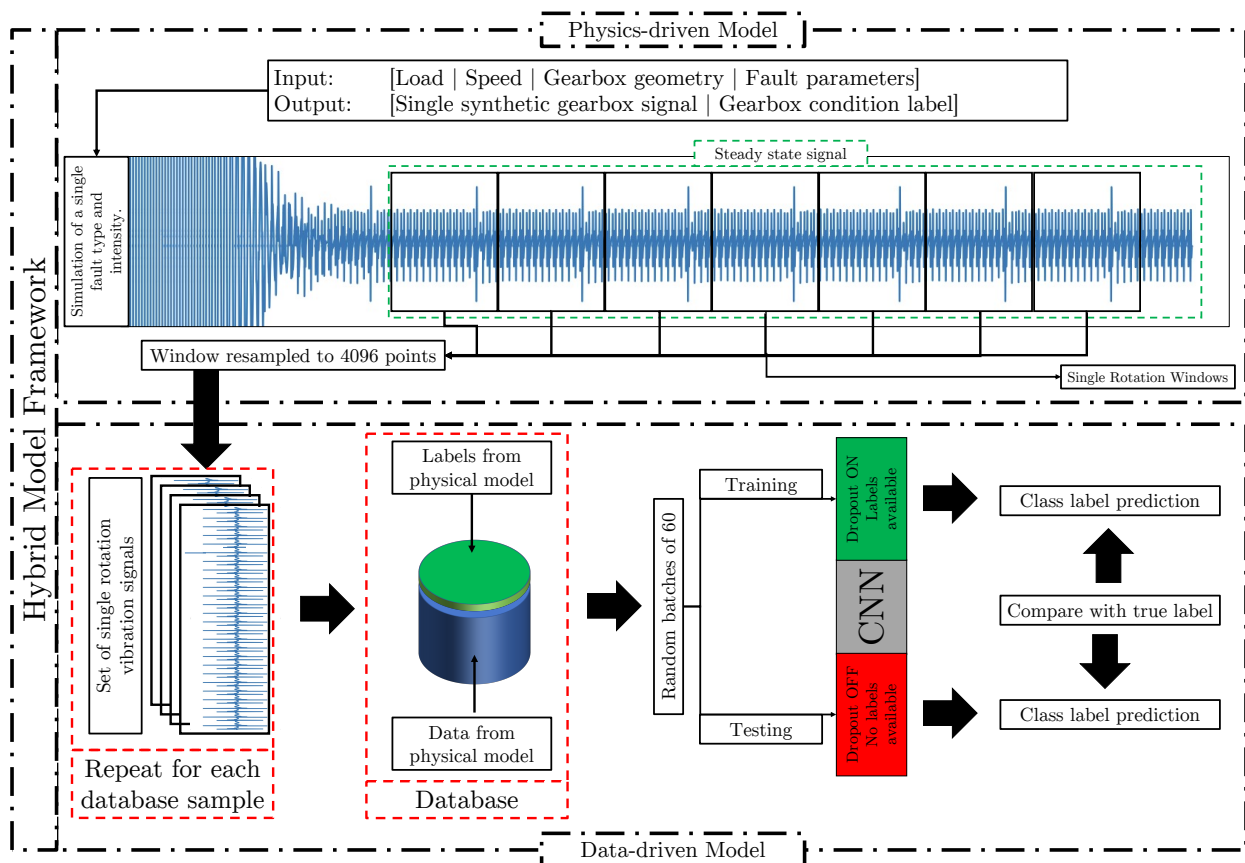 Physics-driven Model
Input: [Load | Speed | Gearbox geometry | Fault parameters]
Output: [Single synthetic gearbox signal | Gearbox condition label]
Steady state signal
Simulation of a single
fault type and
intensity.
Window resampled to 4096 points
Single Rotation Windows
Hybrid Model Framework
Set of single rotation
vibration signals
Repeat for each
database sample
Labels from
physical model
Data from
physical model
Database
Random batches of 60
Training
Testing
Dropout ON
Labels
available
CNN
Dropout OFF
No labels
available
Class label prediction
Compare with true label
Class label prediction
Data-driven Model